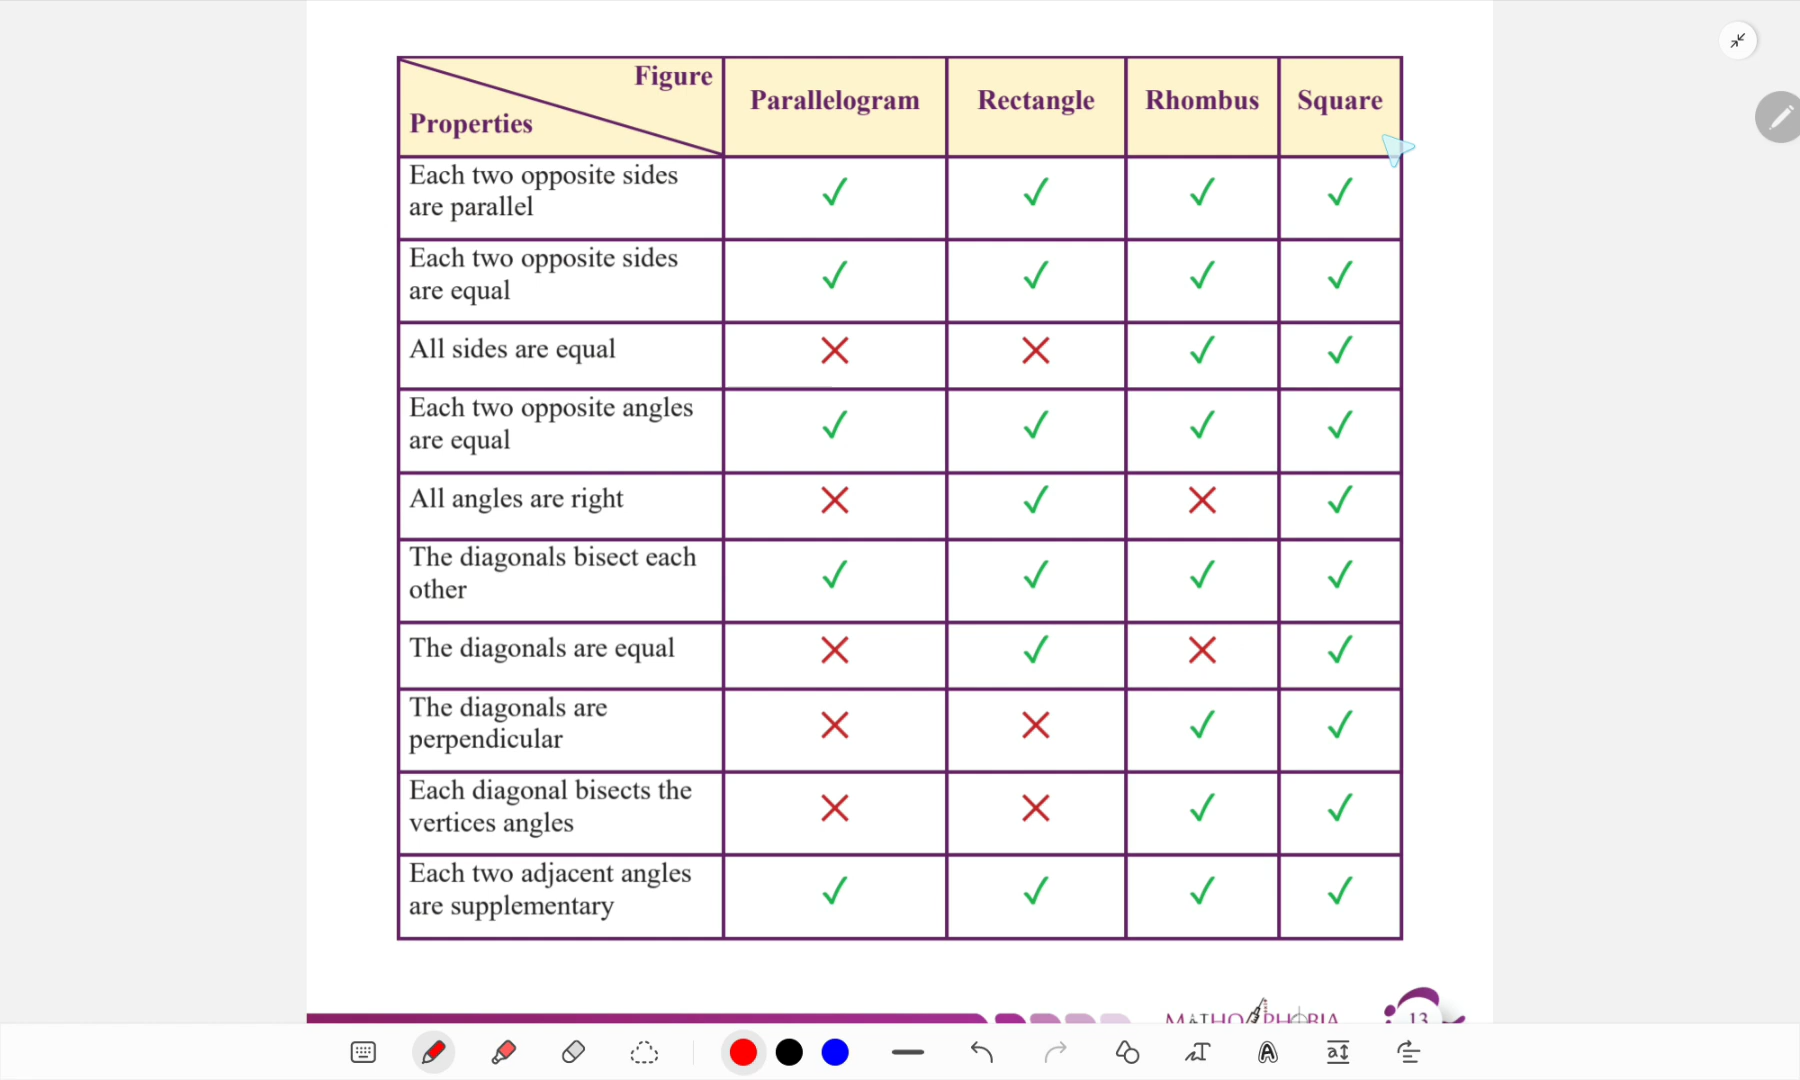 Figure
Properties
Parallelogram
Rectangle
Rhombus
Square
Each two opposite sides
are parallel
✓ ✓ ✓ ✓
Each two opposite sides
are equal
✓ ✓ ✓ ✓
All sides are equal
✗ ✗ ✓ ✓
Each two opposite angles
are equal
✓ ✓ ✓ ✓
All angles are right
✗ ✓ ✗ ✓
The diagonals bisect each
other
✓ ✓ ✓ ✓
The diagonals are equal
✗ ✓ ✗ ✓
The diagonals are
perpendicular
✗ ✗ ✓ ✓
Each diagonal bisects the
vertices angles
✗ ✗ ✓ ✓
Each two adjacent angles
are supplementary
✓ ✓ ✓ ✓
MATHOPHOBIA
13